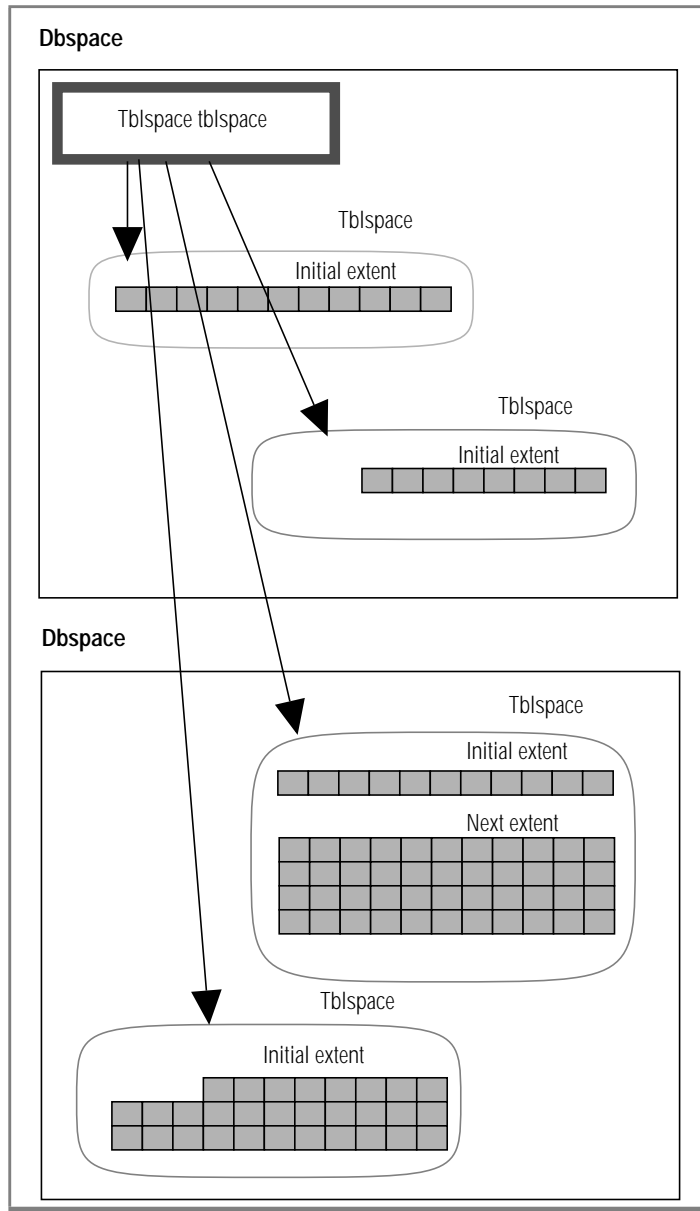 Dbspace
Tblspace tblspace
Tblspace
Initial extent
Tblspace
Initial extent
Dbspace
Tblspace
Initial extent
Next extent
Tblspace
Initial extent